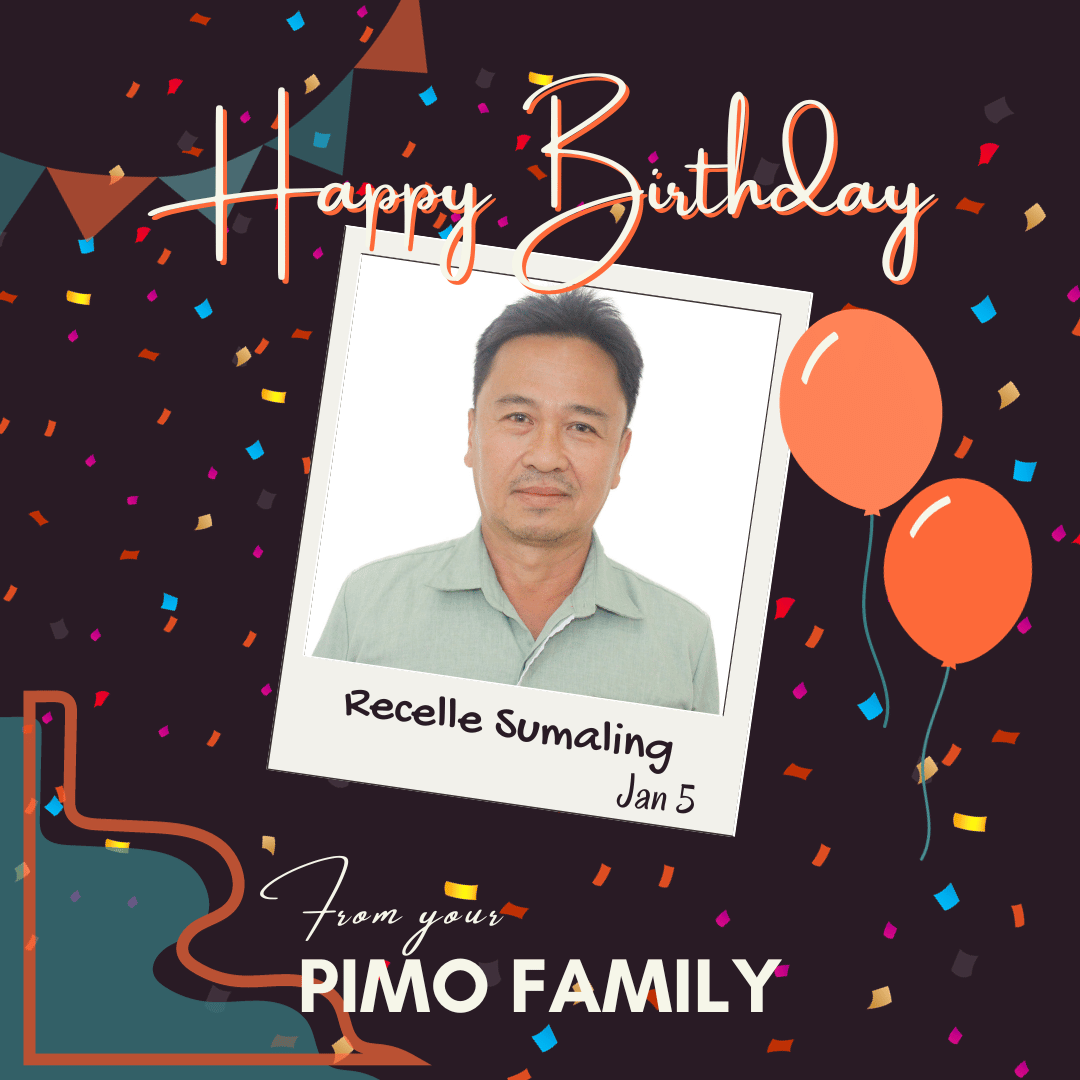 Happy Birthday
Recelle Sumaling
Jan 5
From your
PIMO FAMILY